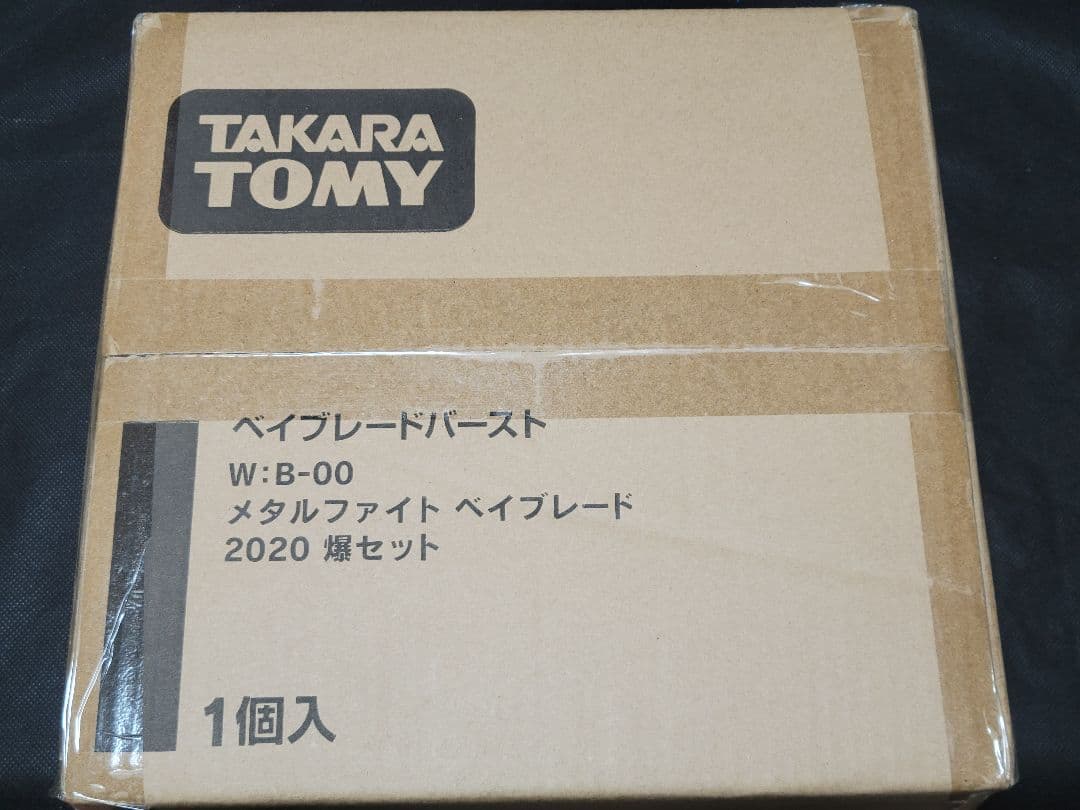 TAKARA
TOMY
ベイブレードバースト
W:B-00
メタルファイト ベイブレード
2020 爆セット
1個入